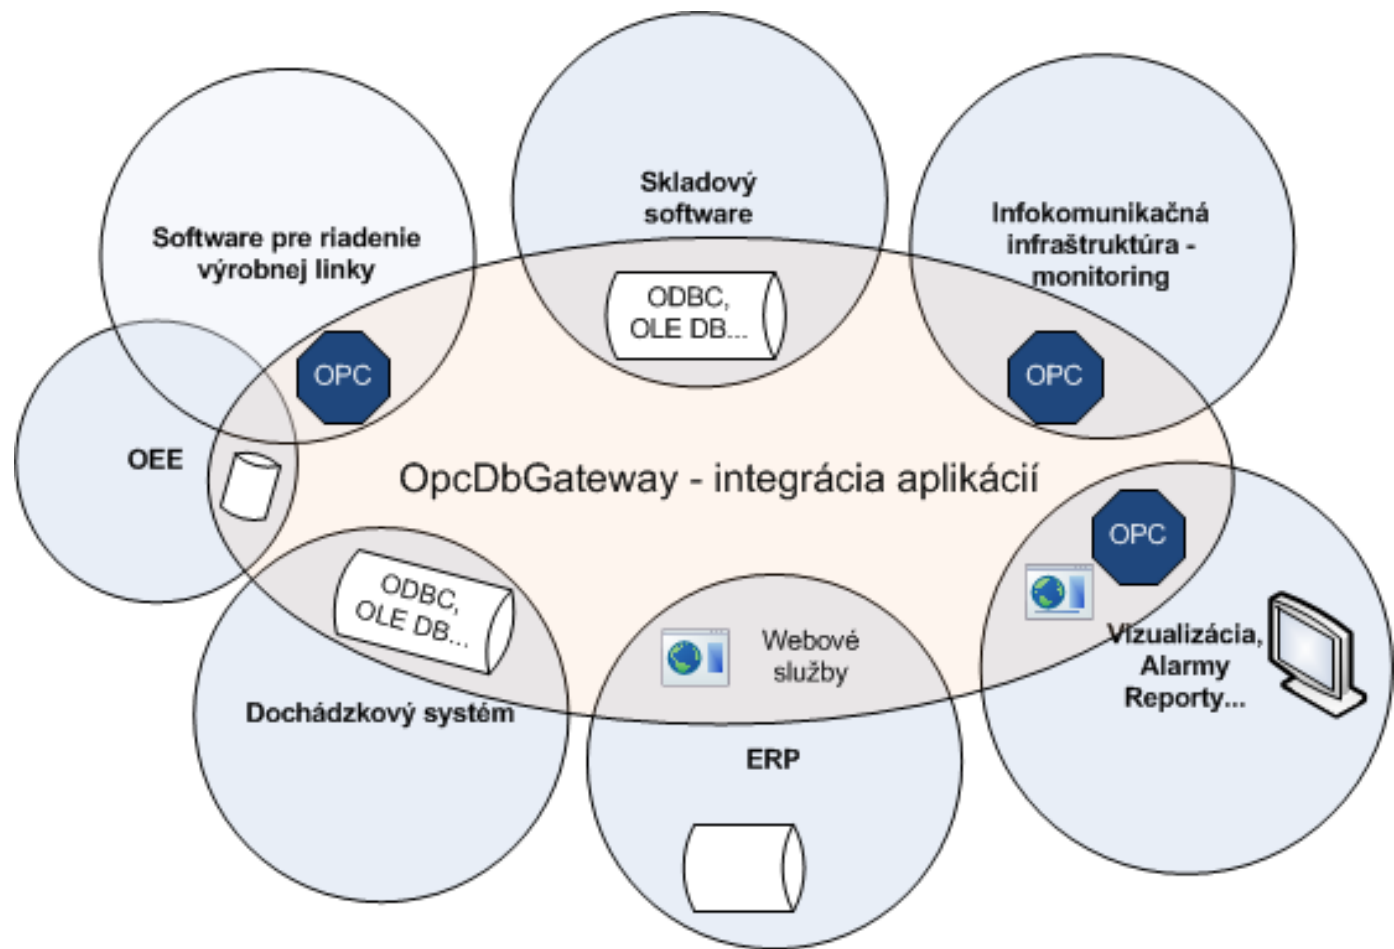 Skladový
software
Infokomunikačná
infraštruktúra -
monitoring
Software pre riadenie
výrobnej linky
ODBC,
OLE DB...
OPC
OPC
OEE
OpcDbGateway - integrácia aplikácií
OPC
ODBC,
OLE DB...
Webové
služby
Vizualizácia,
Alarmy
Reporty...
Dochádzkový systém
ERP